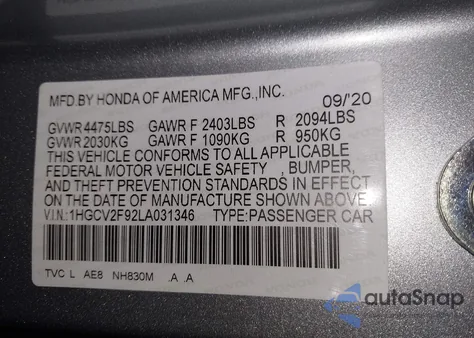 MFD BY HONDA OF AMERICA MFG.,INC. 09/'20
GVWR 4475LBS GAWR F 2403LBS R 2094LBS
GVWR 2030KG GAWR F 1090KG R 950KG
THIS VEHICLE CONFORMS TO ALL APPLICABLE
FEDERAL MOTOR VEHICLE SAFETY , BUMPER,
AND THEFT PREVENTION STANDARDS IN EFFECT
ON THE DATE OF MANUFACTURE SHOWN ABOVE.
V.I.N: 1HGCV2F92LA031346 TYPE:PASSENGER CAR
TVC L AE8 NH830M .A .A
autaSnap